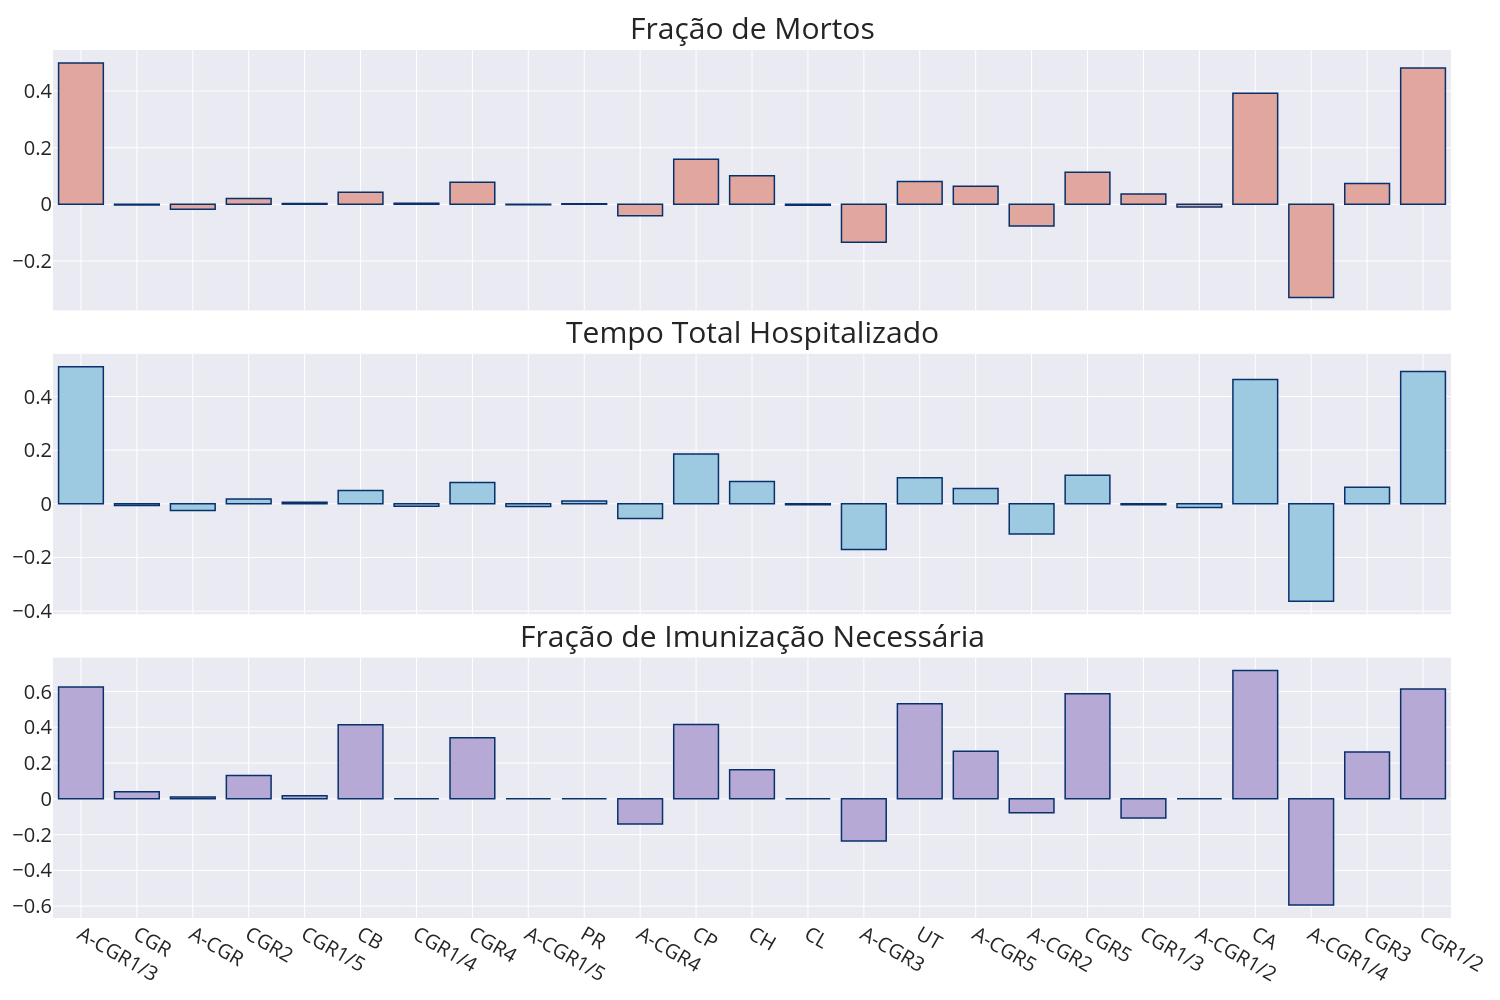 Fração de Mortos
0.4
0.2
0
−0.2
Tempo Total Hospitalizado
0.4
0.2
0
−0.2
−0.4
Fração de Imunização Necessária
0.6
0.4
0.2
0
−0.2
−0.4
−0.6
A-CGR1/3
CGR
A-CGR
CGR2
CGR1/5
CB
CGR1/4
CGR4
A-CGR1/5
PR
A-CGR4
CP
CH
CL
A-CGR3
UT
A-CGR5
A-CGR2
CGR5
CGR1/3
A-CGR1/2
CA
A-CGR1/4
CGR3
CGR1/2